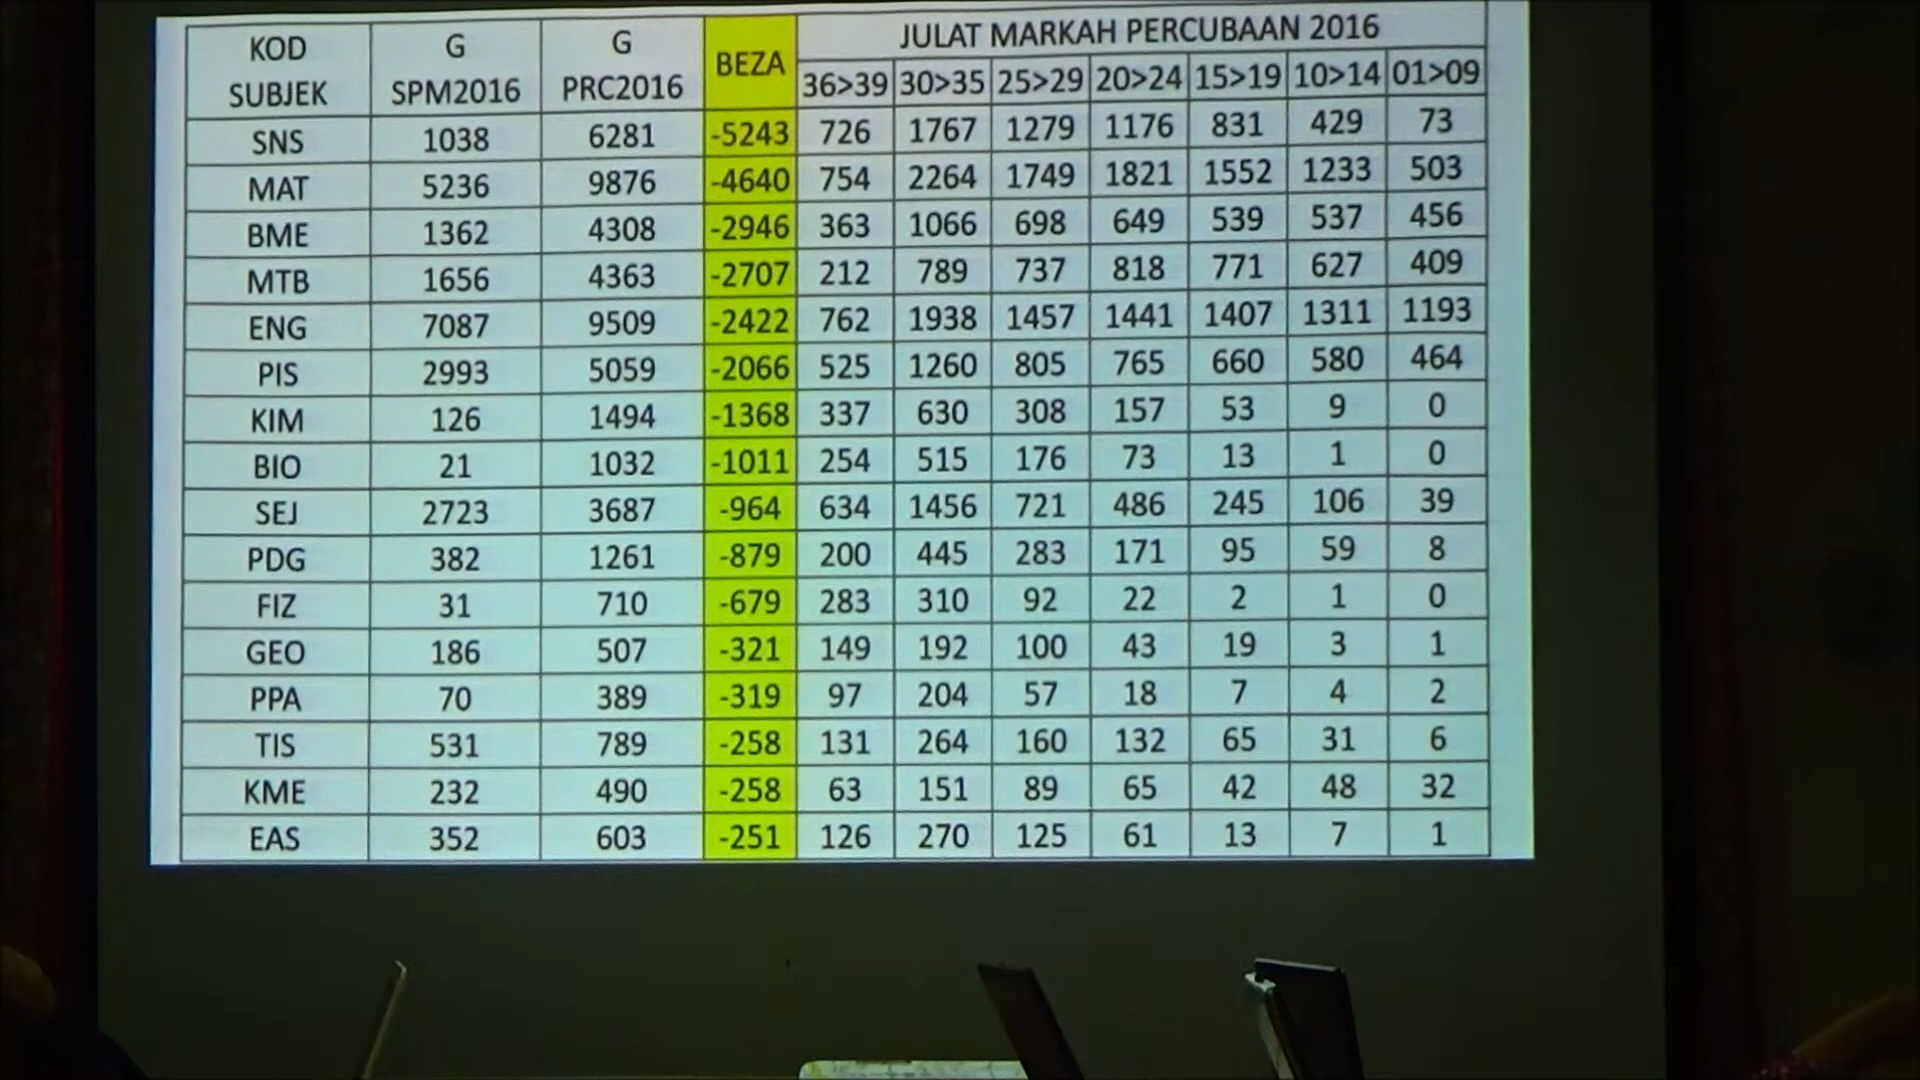 KOD SUBJEK G SPM2016 G PRC2016 BEZA JULAT MARKAH PERCUBAAN 2016
36>39 30>35 25>29 20>24 15>19 10>14 01>09
SNS 1038 6281 -5243 726 1767 1279 1176 831 429 73
MAT 5236 9876 -4640 754 2264 1749 1821 1552 1233 503
BME 1362 4308 -2946 363 1066 698 649 539 537 456
MTB 1656 4363 -2707 212 789 737 818 771 627 409
ENG 7087 9509 -2422 762 1938 1457 1441 1407 1311 1193
PIS 2993 5059 -2066 525 1260 805 765 660 580 464
KIM 126 1494 -1368 337 630 308 157 53 9 0
BIO 21 1032 -1011 254 515 176 73 13 1 0
SEJ 2723 3687 -964 634 1456 721 486 245 106 39
PDG 382 1261 -879 200 445 283 171 95 59 8
FIZ 31 710 -679 283 310 92 22 2 1 0
GEO 186 507 -321 149 192 100 43 19 3 1
PPA 70 389 -319 97 204 57 18 7 4 2
TIS 531 789 -258 131 264 160 132 65 31 6
KME 232 490 -258 63 151 89 65 42 48 32
EAS 352 603 -251 126 270 125 61 13 7 1